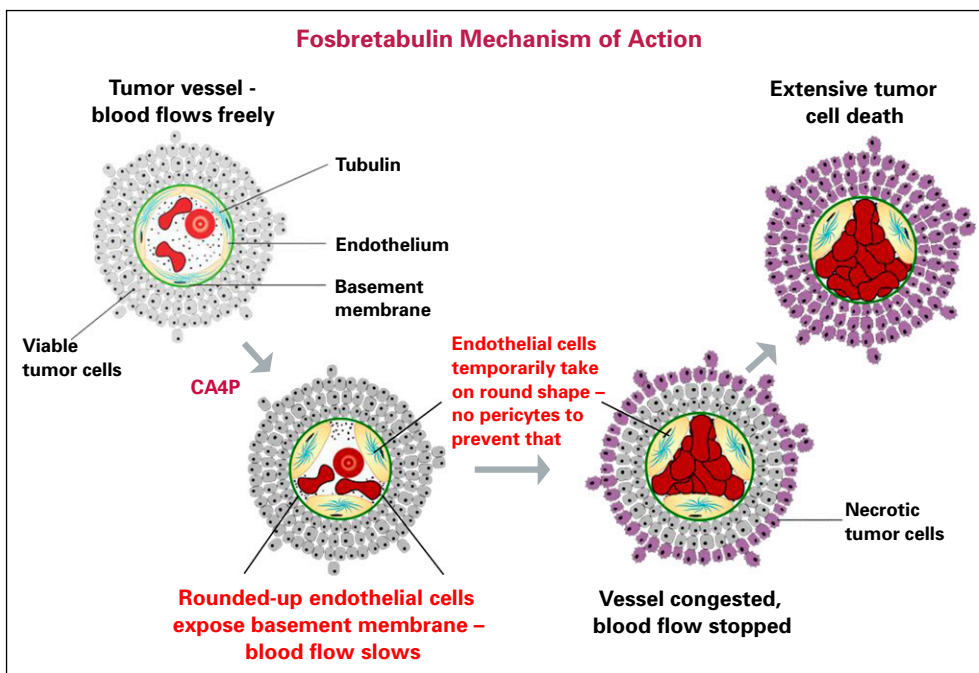 Fosbretabulin Mechanism of Action
Tumor vessel -
blood flows freely
Tubulin
Endothelium
Basement
membrane
Viable
tumor cells
CA4P
Endothelial cells
temporarily take
on round shape –
no pericytes to
prevent that
Rounded-up endothelial cells
expose basement membrane –
blood flow slows
Vessel congested,
blood flow stopped
Necrotic
tumor cells
Extensive tumor
cell death